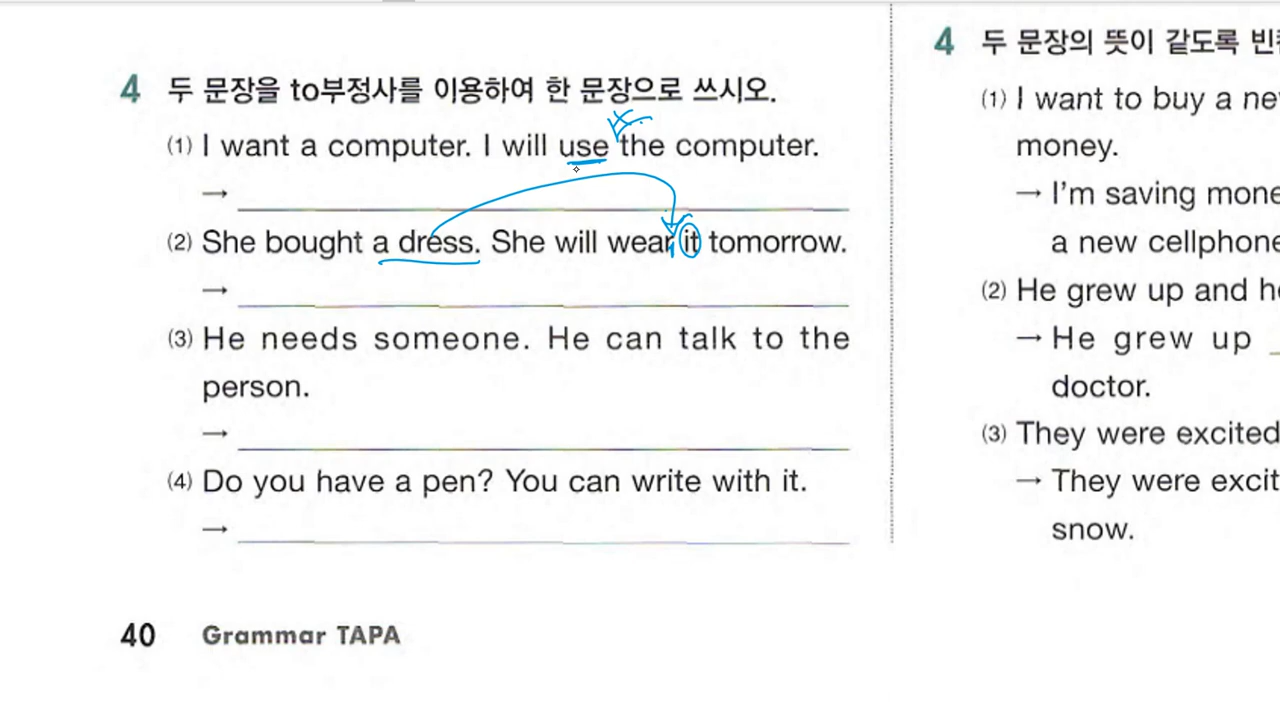 4 두 문장을 to부정사를 이용하여 한 문장으로 쓰시오.
(1) I want a computer. I will use the computer.
→
(2) She bought a dress. She will wear it tomorrow.
→
(3) He needs someone. He can talk to the
person.
→
(4) Do you have a pen? You can write with it.
→
40 Grammar TAPA
4 두 문장의 뜻이 같도록
(1) I want to buy a
money.
→ I'm saving
a new cellphone
(2) He grew up and
→ He grew up
doctor.
(3) They were excited
→ They were
snow.